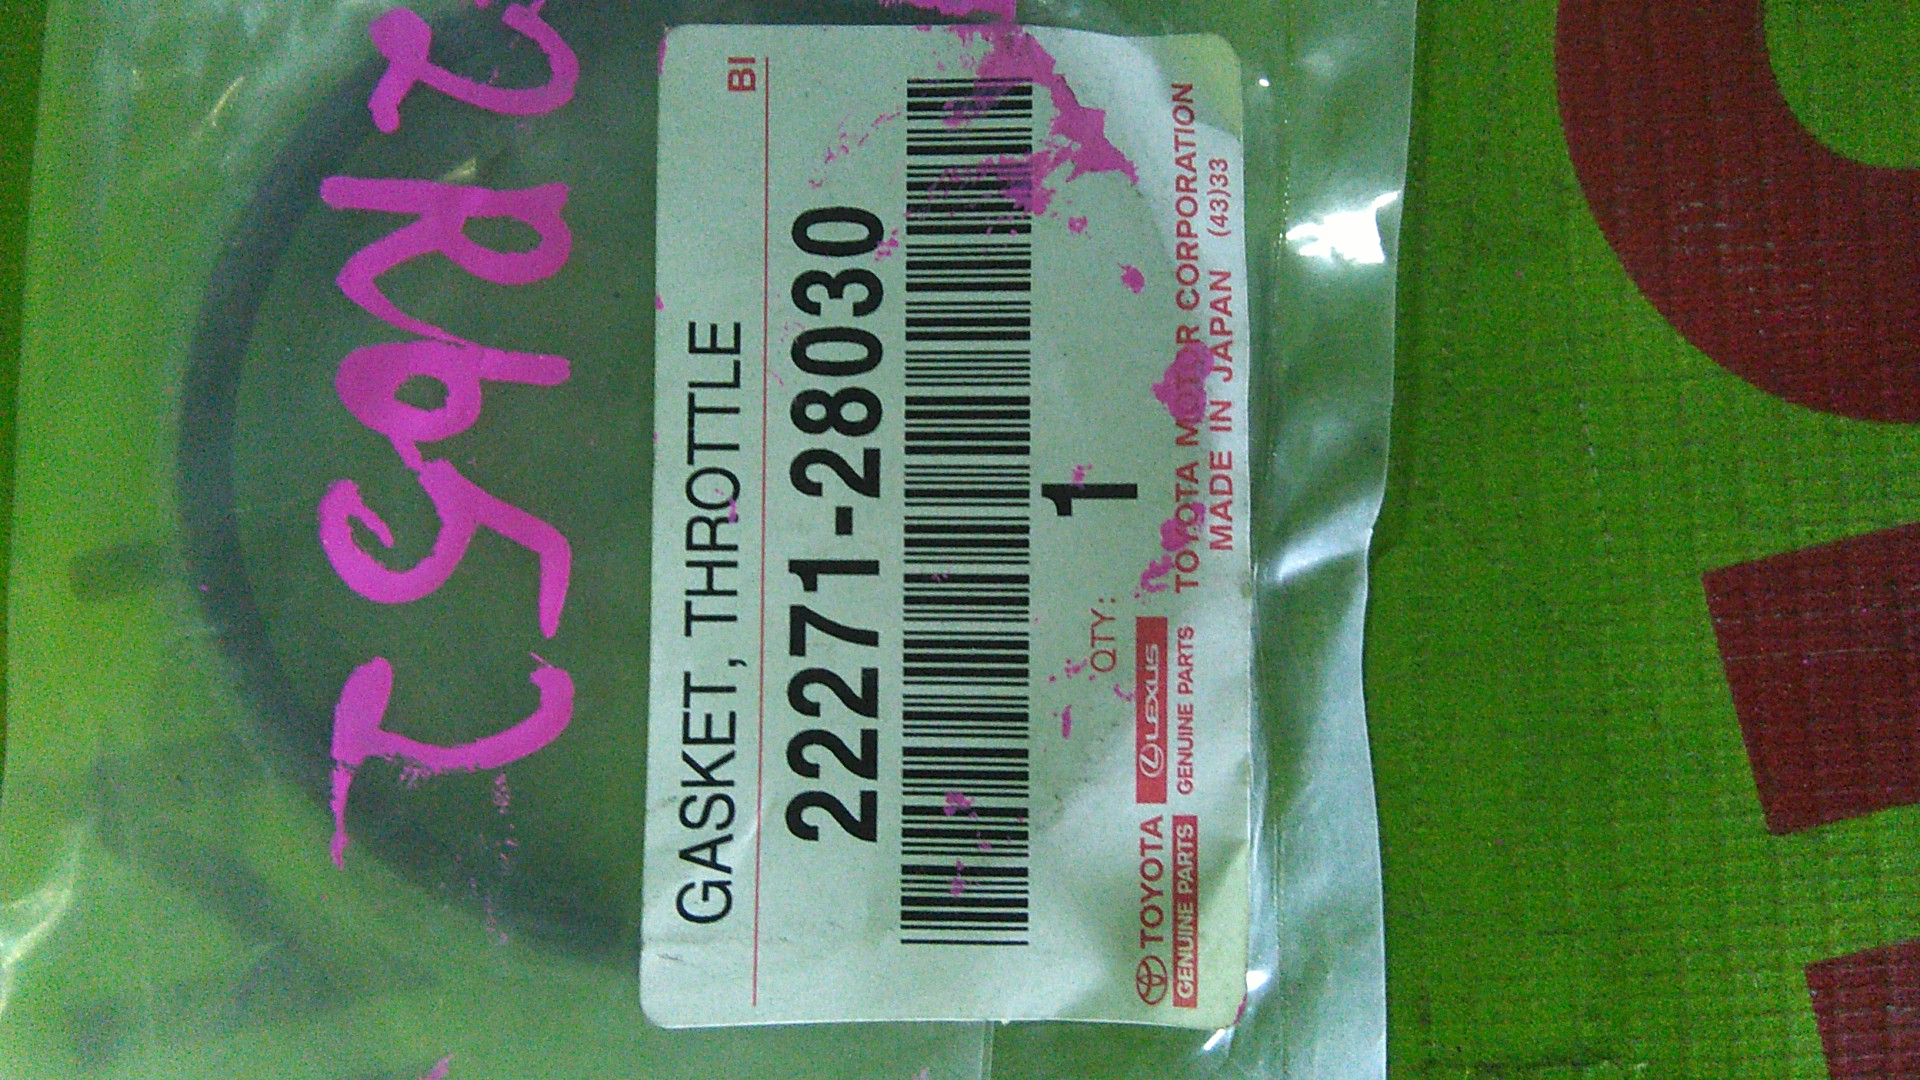 BI
GASKET, THROTTLE
22271-28030
QTY: 1
TOYOTA LEXUS TOYOTA MOTOR CORPORATION
GENUINE PARTS GENUINE PARTS MADE IN JAPAN (43)33